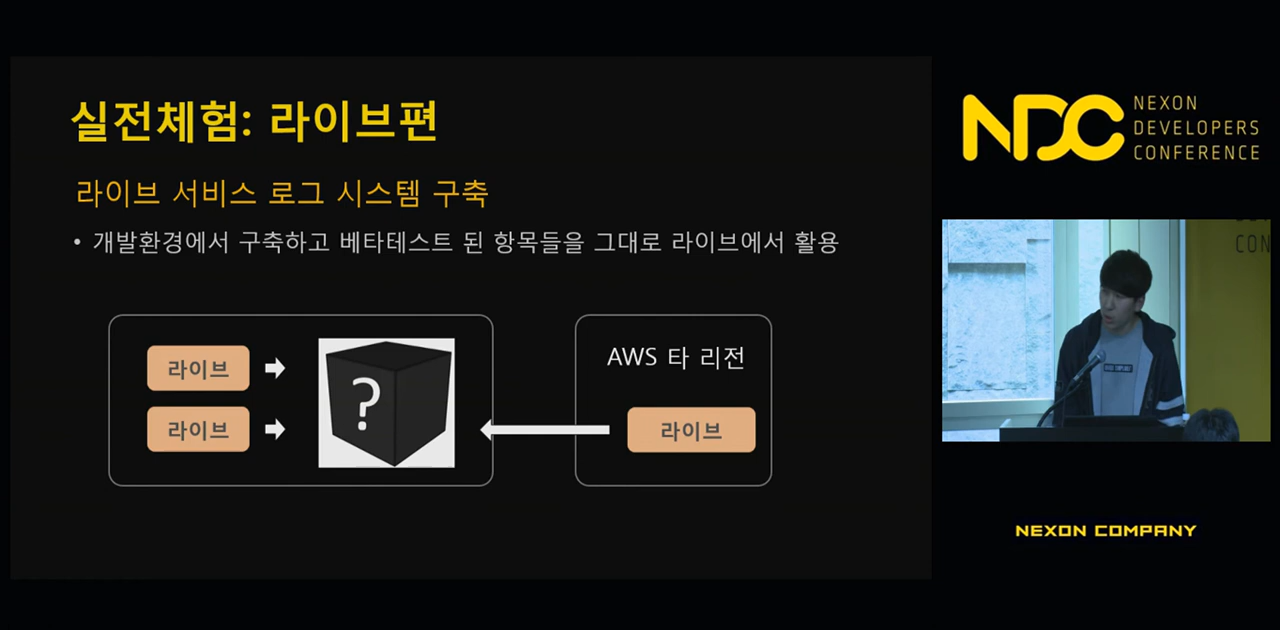 실전체험: 라이브편
라이브 서비스 로그 시스템 구축
• 개발환경에서 구축하고 베타테스트 된 항목들을 그대로 라이브에서 활용
라이브
라이브
?
AWS 타 리전
라이브
NDC
NEXON
DEVELOPERS
CONFERENCE
CON
NEXON COMPANY